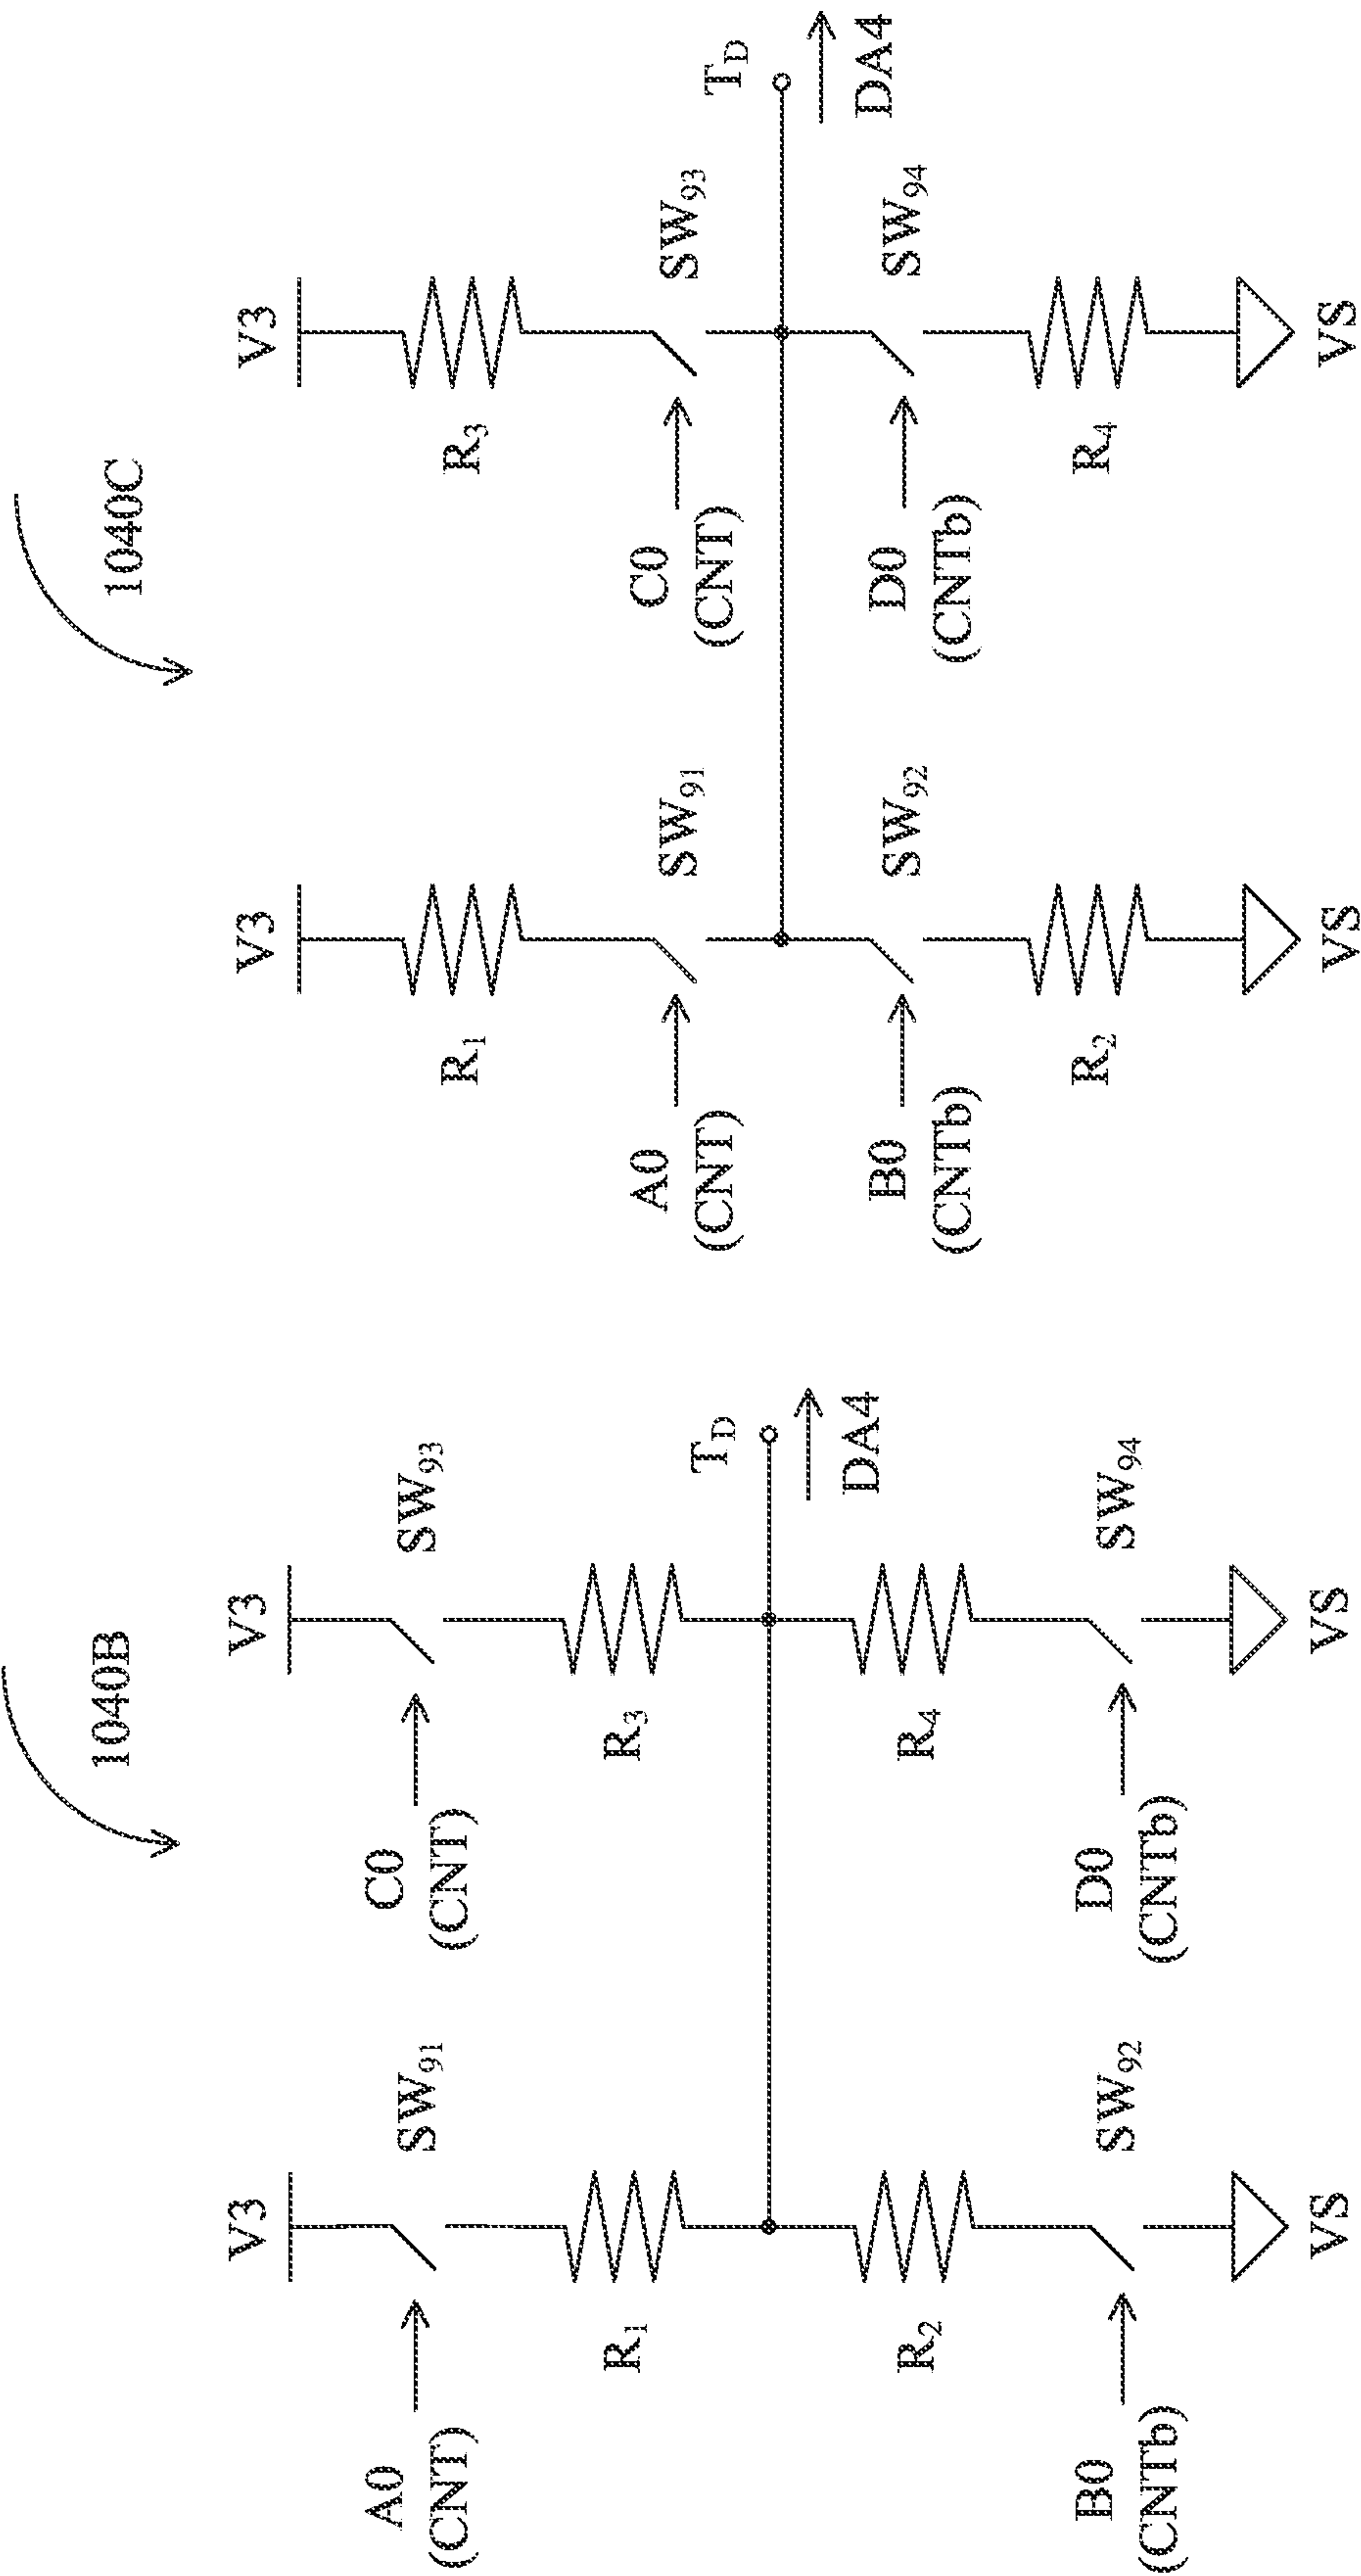 1040B
V3
V3
A0
(CNT)
SW91
C0
(CNT)
SW93
R1
R3
TD
DA4
R2
R4
B0
(CNTb)
SW92
D0
(CNTb)
SW94
VS
VS
1040C
V3
V3
R1
R3
A0
(CNT)
SW91
C0
(CNT)
SW93
TD
DA4
B0
(CNTb)
SW92
D0
(CNTb)
SW94
R2
R4
VS
VS